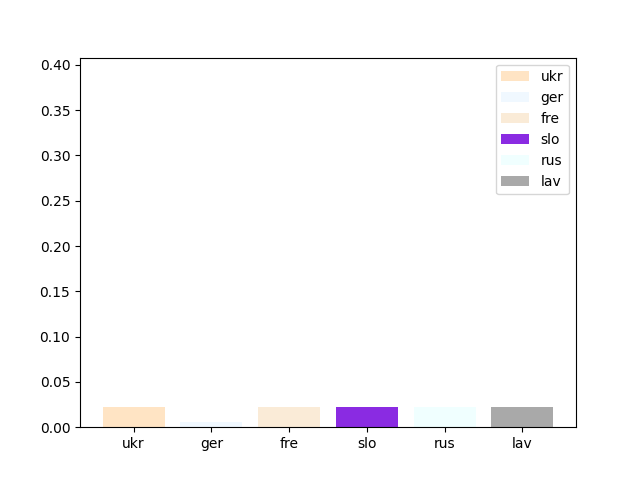 0.40
0.35
0.30
0.25
0.20
0.15
0.10
0.05
0.00
ukr
ger
fre
slo
rus
lav
ukr ger fre slo rus lav